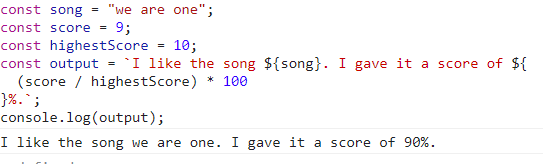 const song = "we are one";
const score = 9;
const highestScore = 10;
const output = `I like the song ${song}. I gave it a score of ${
  (score / highestScore) * 100
}%.`;
console.log(output);
I like the song we are one. I gave it a score of 90%.